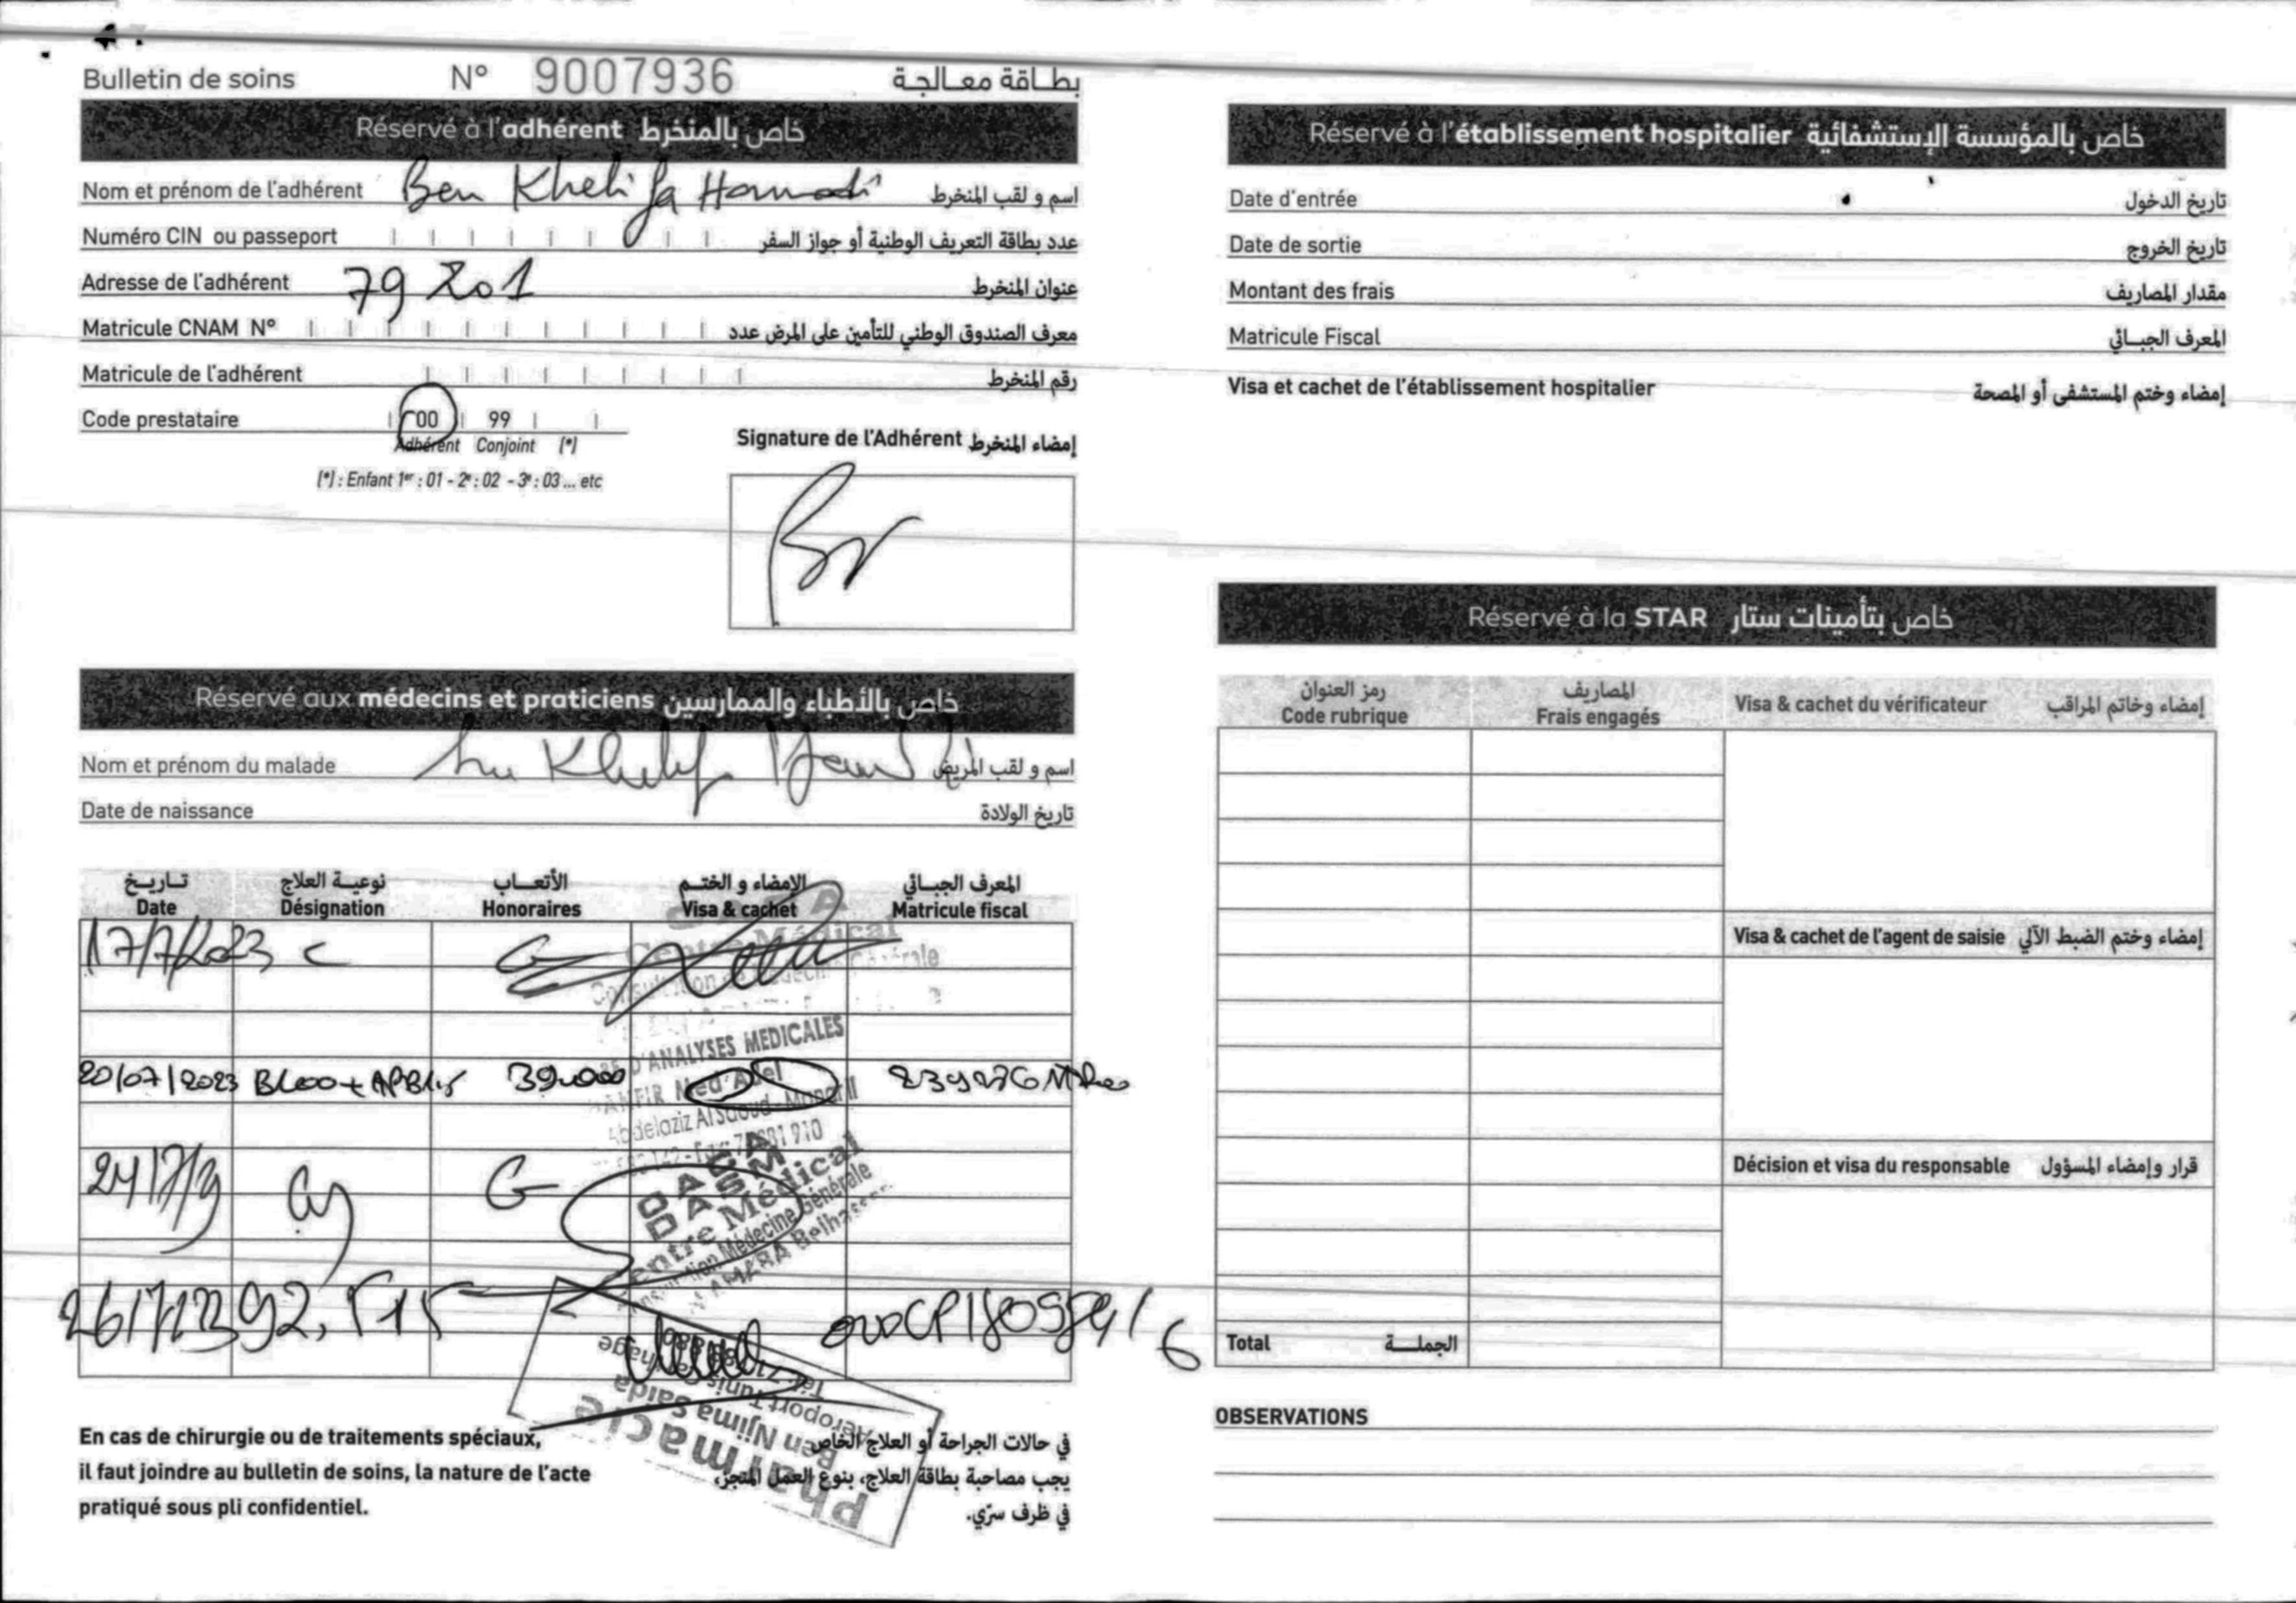 Bulletin de soins N° 9007936 بطاقة معالجة
Réservé à l'adhérent خاص بالمنخرط
Nom et prénom de l'adhérent Ben Khelifa Hamadi اسم و لقب المنخرط
Numéro CIN ou passeport عدد بطاقة التعريف الوطنية أو جواز السفر
Adresse de l'adhérent 79201 عنوان المنخرط
Matricule CNAM N° معرف الصندوق الوطني للتأمين على المرض عدد
Matricule de l'adhérent رقم المنخرط
Code prestataire 00 99
Adhérent Conjoint (*)
(*) : Enfant 1er : 01 - 2e : 02 - 3e : 03 ... etc
Signature de l'Adhérent إمضاء المنخرط
Réservé aux médecins et praticiens خاص بالأطباء والممارسين
Nom et prénom du malade Khelif اسم و لقب المريض
Date de naissance تاريخ الولادة
تاريخ نوعية العلاج الأتعاب الإمضاء و الختم المعرف الجبائي
Date Désignation Honoraires Visa & cachet Matricule fiscal
17/7/2023 c G
Centre Médical
Consultation de Médecine Générale
D'ANALYSES MEDICALES
20/07/2023 39.000
Med Adel
Abdelaziz Al Saoud - Manar II
24/7/ G
DASM
Centre Médical
Consultation Médecine Générale
AMARA Belhassen
26/7/23 92,515
Pharmacie
Ben Njima Saida
Aéroport Tunis Carthage
En cas de chirurgie ou de traitements spéciaux,
il faut joindre au bulletin de soins, la nature de l'acte
pratiqué sous pli confidentiel.
في حالات الجراحة أو العلاج الخاص
يجب مصاحبة بطاقة العلاج، بنوع العمل المنجز،
في ظرف سرّي.
Réservé à l'établissement hospitalier خاص بالمؤسسة الإستشفائية
Date d'entrée تاريخ الدخول
Date de sortie تاريخ الخروج
Montant des frais مقدار المصاريف
Matricule Fiscal المعرف الجبائي
Visa et cachet de l'établissement hospitalier إمضاء وختم المستشفى أو المصحة
Réservé à la STAR خاص بتأمينات ستار
رمز العنوان المصاريف
Code rubrique Frais engagés Visa & cachet du vérificateur إمضاء وخاتم المراقب
Visa & cachet de l'agent de saisie إمضاء وختم الضبط الآلي
Décision et visa du responsable قرار وإمضاء المسؤول
Total الجملة
OBSERVATIONS